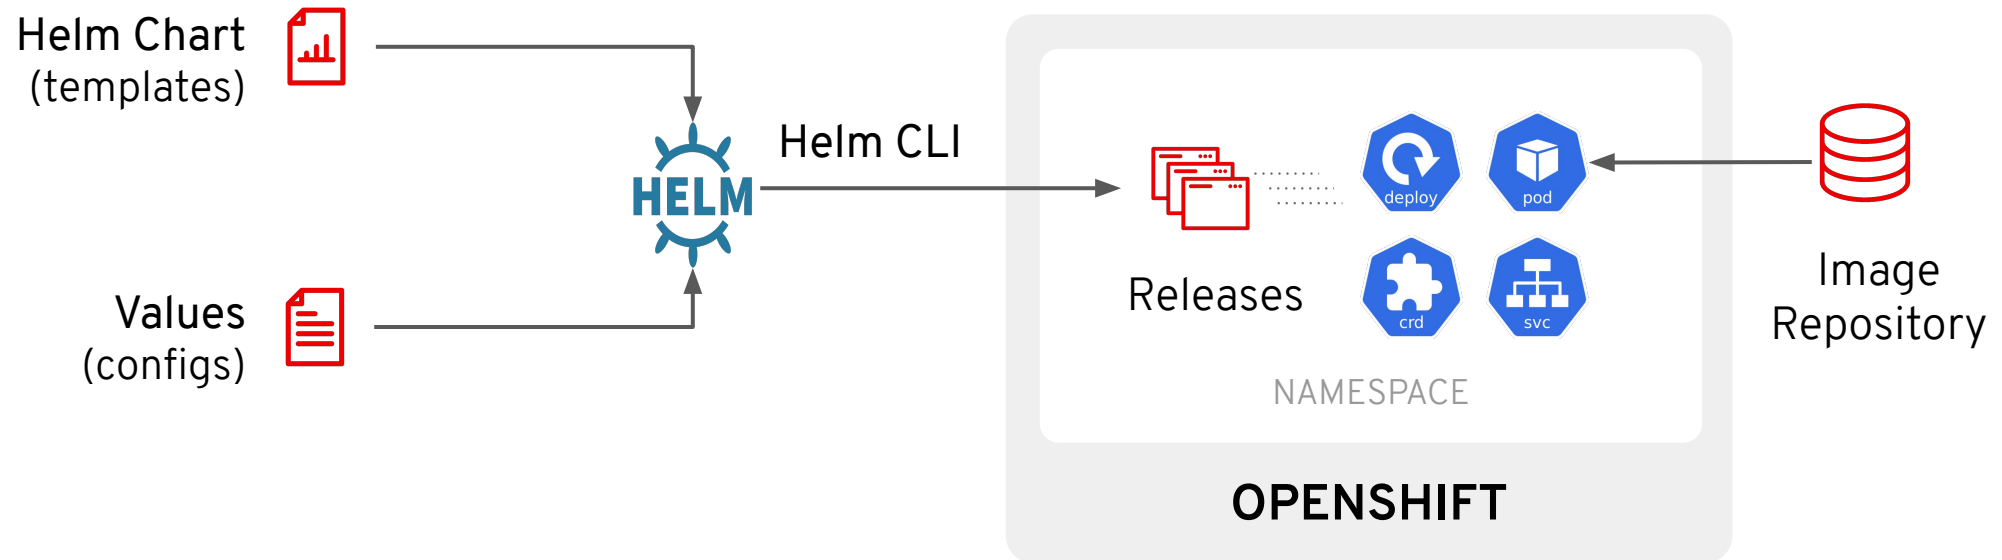 Helm Chart
(templates)
Values
(configs)
HELM
Helm CLI
Releases
deploy
pod
crd
svc
NAMESPACE
OPENSHIFT
Image
Repository